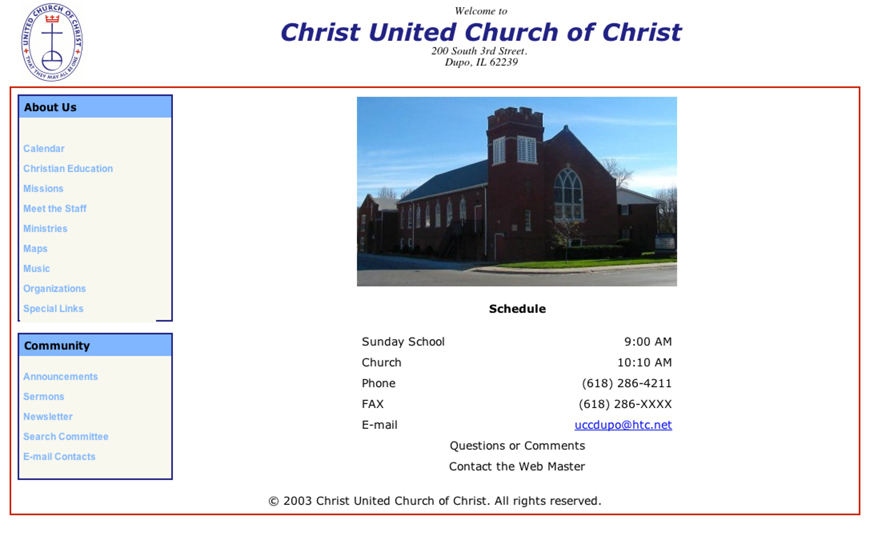 UNITED CHURCH OF CHRIST
THAT THEY MAY ALL BE ONE
Welcome to
Christ United Church of Christ
200 South 3rd Street.
Dupo, IL 62239
About Us
Calendar
Christian Education
Missions
Meet the Staff
Ministries
Maps
Music
Organizations
Special Links
Community
Announcements
Sermons
Newsletter
Search Committee
E-mail Contacts
Schedule
Sunday School 9:00 AM
Church 10:10 AM
Phone (618) 286-4211
FAX (618) 286-XXXX
E-mail uccdupo@htc.net
Questions or Comments
Contact the Web Master
© 2003 Christ United Church of Christ. All rights reserved.